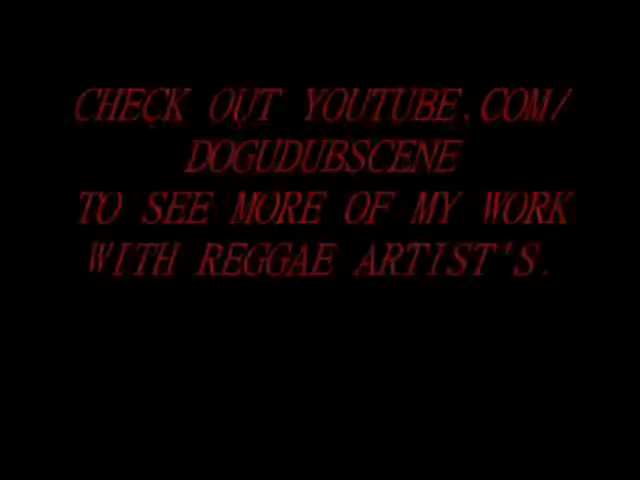 CHECK OUT YOUTUBE.COM/
DOGUDUBSCENE
TO SEE MORE OF MY WORK
WITH REGGAE ARTIST'S.